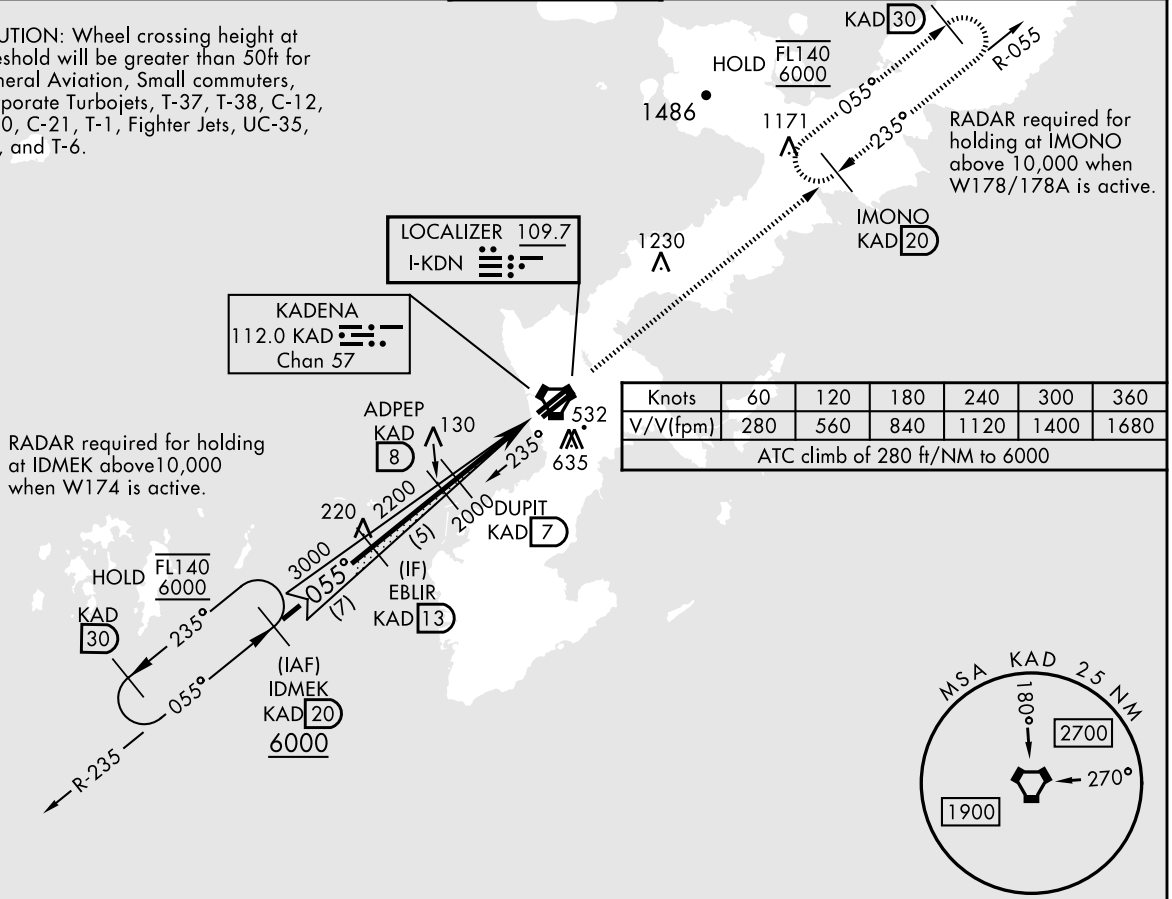 UTION: Wheel crossing height at
eshold will be greater than 50ft for
neral Aviation, Small commuters,
porate Turbojets, T-37, T-38, C-12,
0, C-21, T-1, Fighter Jets, UC-35,
, and T-6.
KAD 30
HOLD FL140
6000
R-055
055°
235°
1486
1171
RADAR required for
holding at IMONO
above 10,000 when
W178/178A is active.
IMONO
KAD 20
LOCALIZER 109.7
I-KDN
1230
KADENA
112.0 KAD
Chan 57
Knots 60 120 180 240 300 360
V/V(fpm) 280 560 840 1120 1400 1680
ATC climb of 280 ft/NM to 6000
532
635
235°
ADPEP
KAD
8
130
RADAR required for holding
at IDMEK above10,000
when W174 is active.
2200
2000
DUPIT
KAD 7
220
(5)
3000
055°
(7)
(IF)
EBLIR
KAD 13
HOLD FL140
6000
KAD
30
235°
055°
(IAF)
IDMEK
KAD 20
6000
R-235
MSA KAD 25 NM
180°
2700
270°
1900